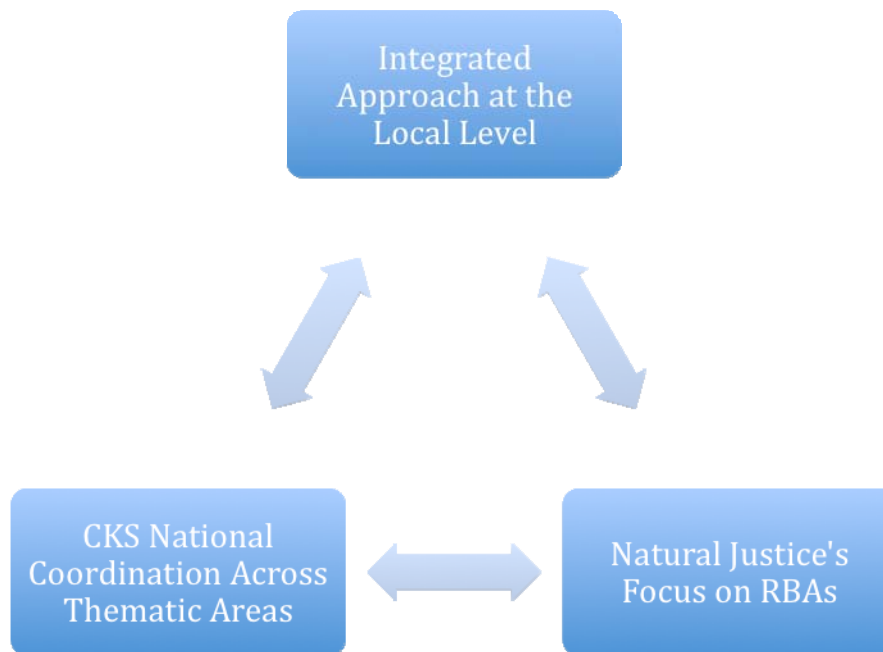 Integrated
Approach at the
Local Level
CKS National
Coordination Across
Thematic Areas
Natural Justice's
Focus on RBAs